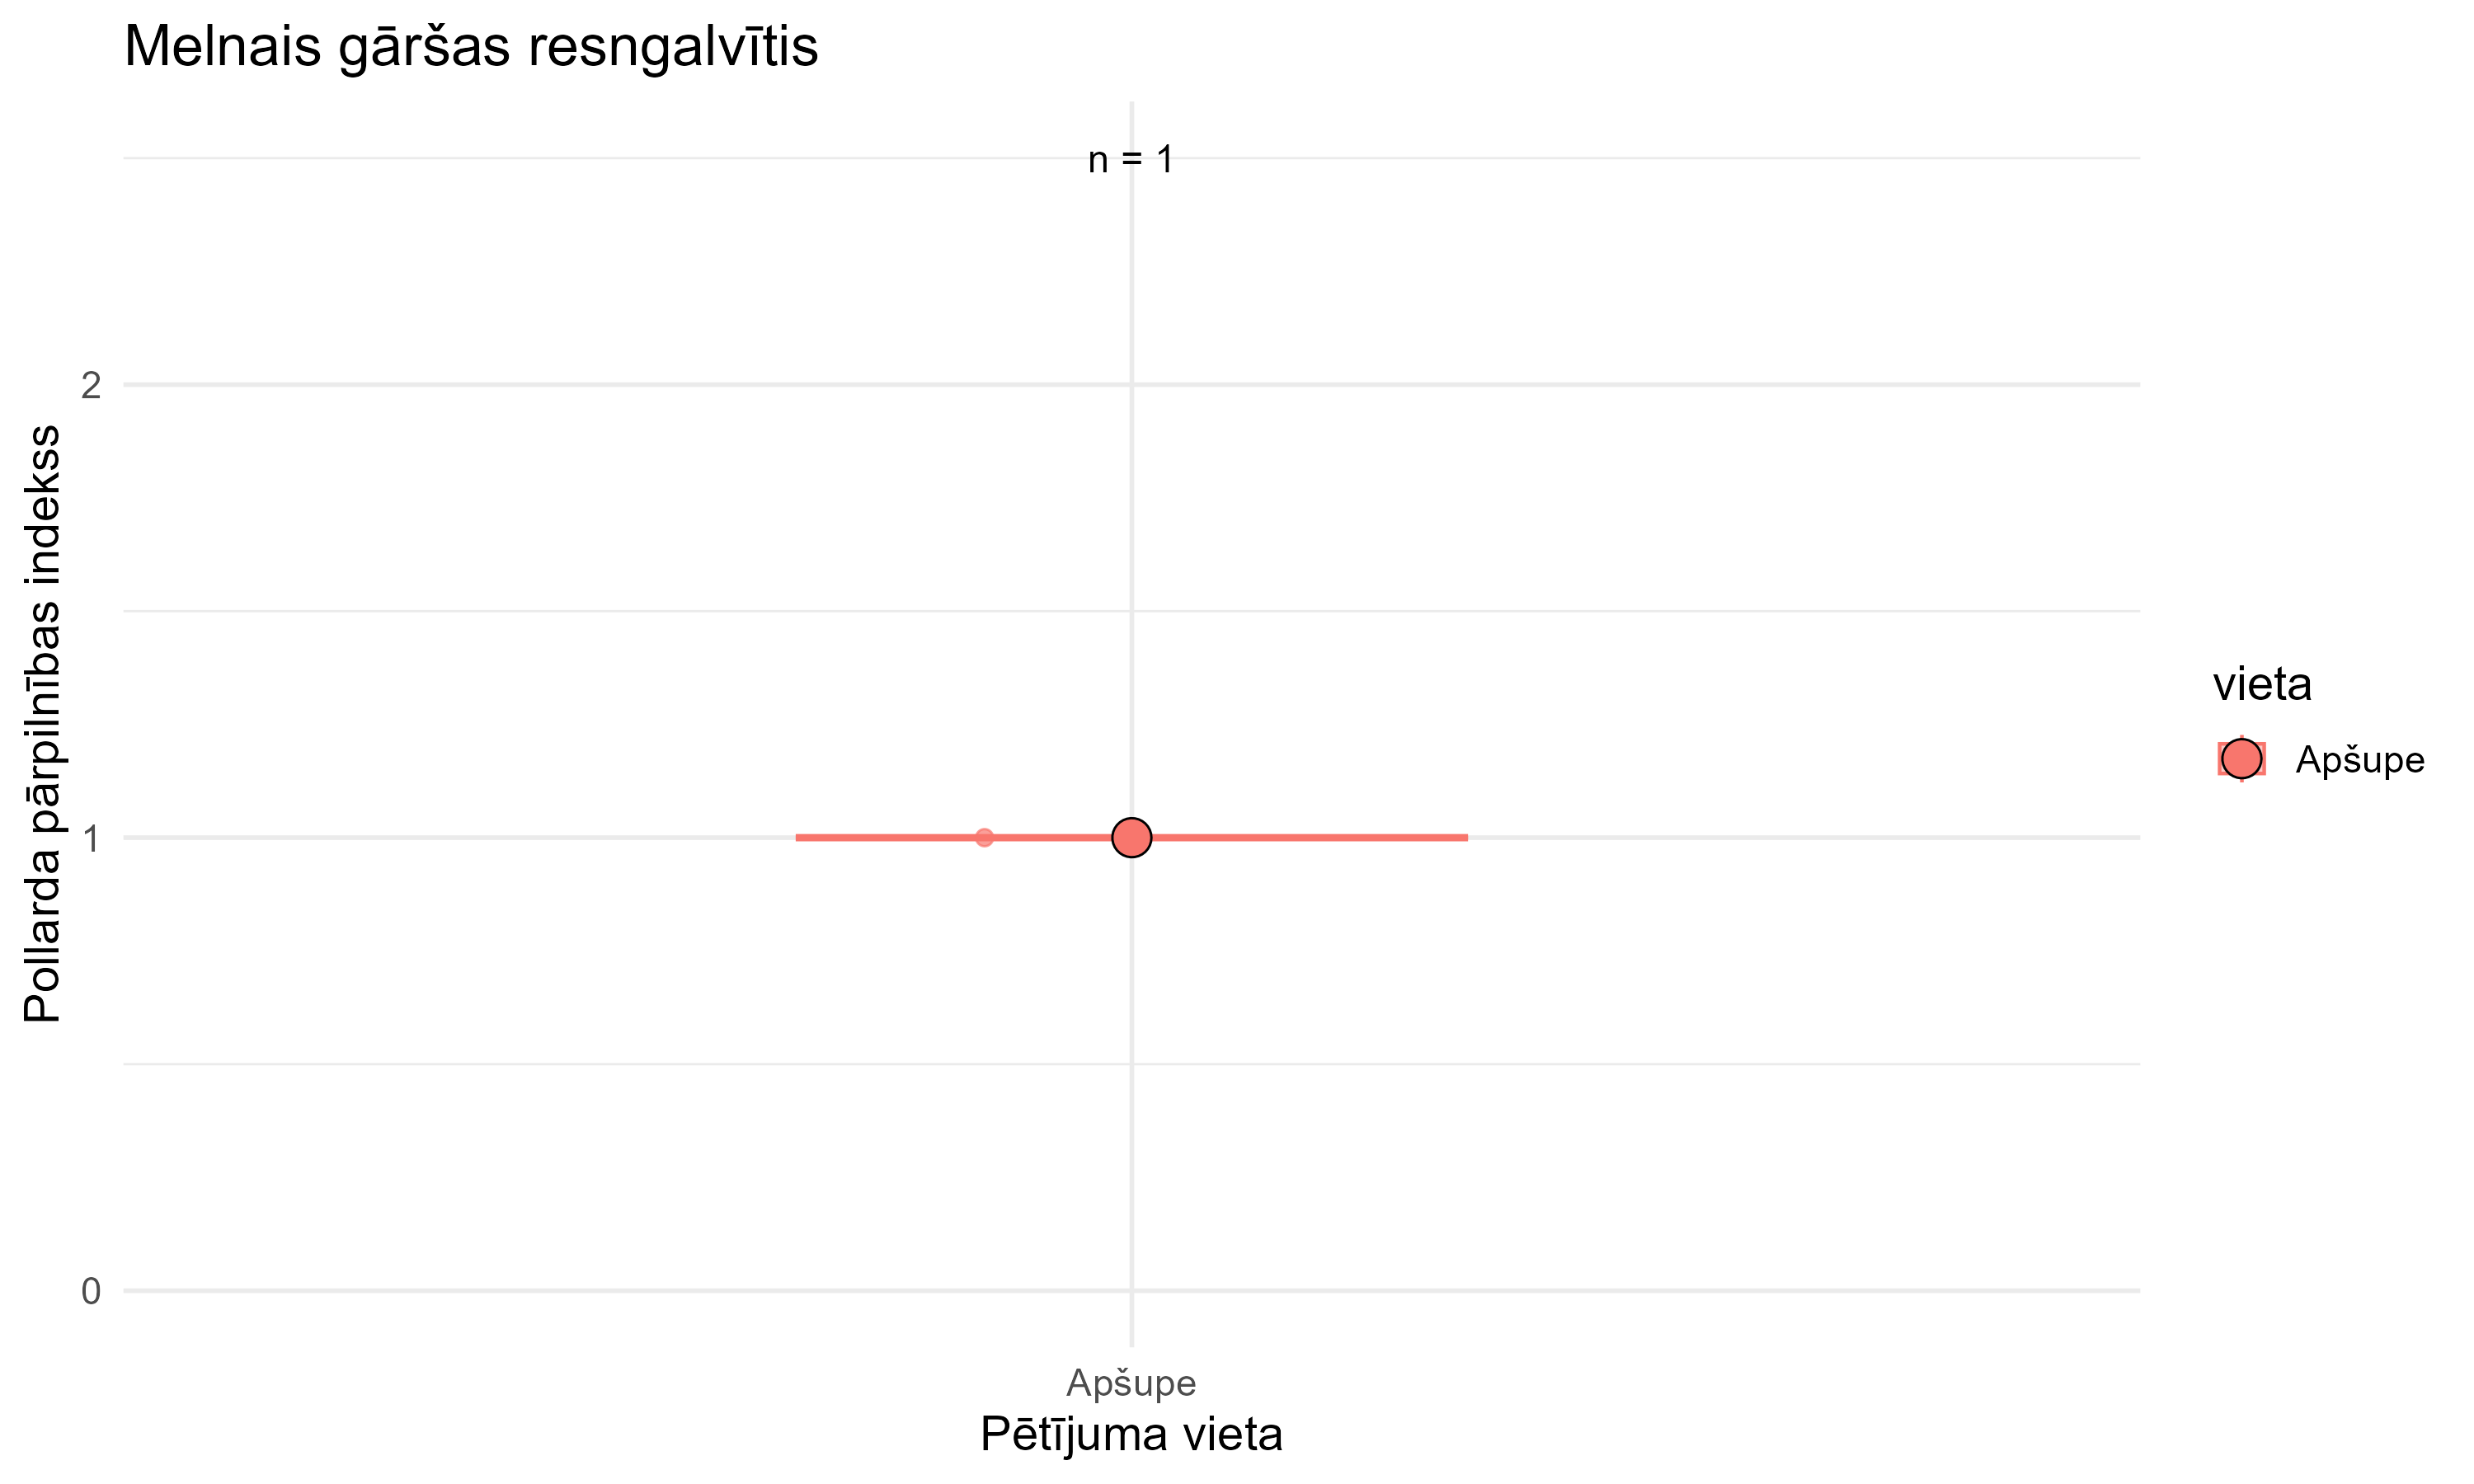 Melnais gāršas resngalvītis
n = 1
2
1
0
Pollarda pārpilnības indekss
Apšupe
Pētījuma vieta
vieta
Apšupe